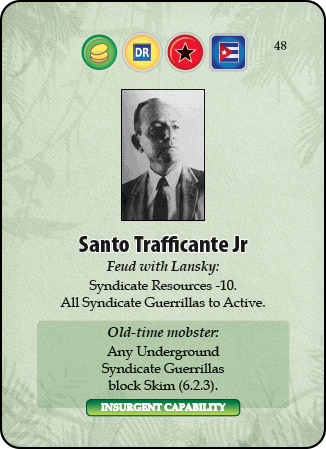 DR
48
Santo Trafficante Jr
Feud with Lansky:
Syndicate Resources -10.
All Syndicate Guerrillas to Active.
Old-time mobster:
Any Underground
Syndicate Guerrillas
block Skim (6.2.3).
INSURGENT CAPABILITY